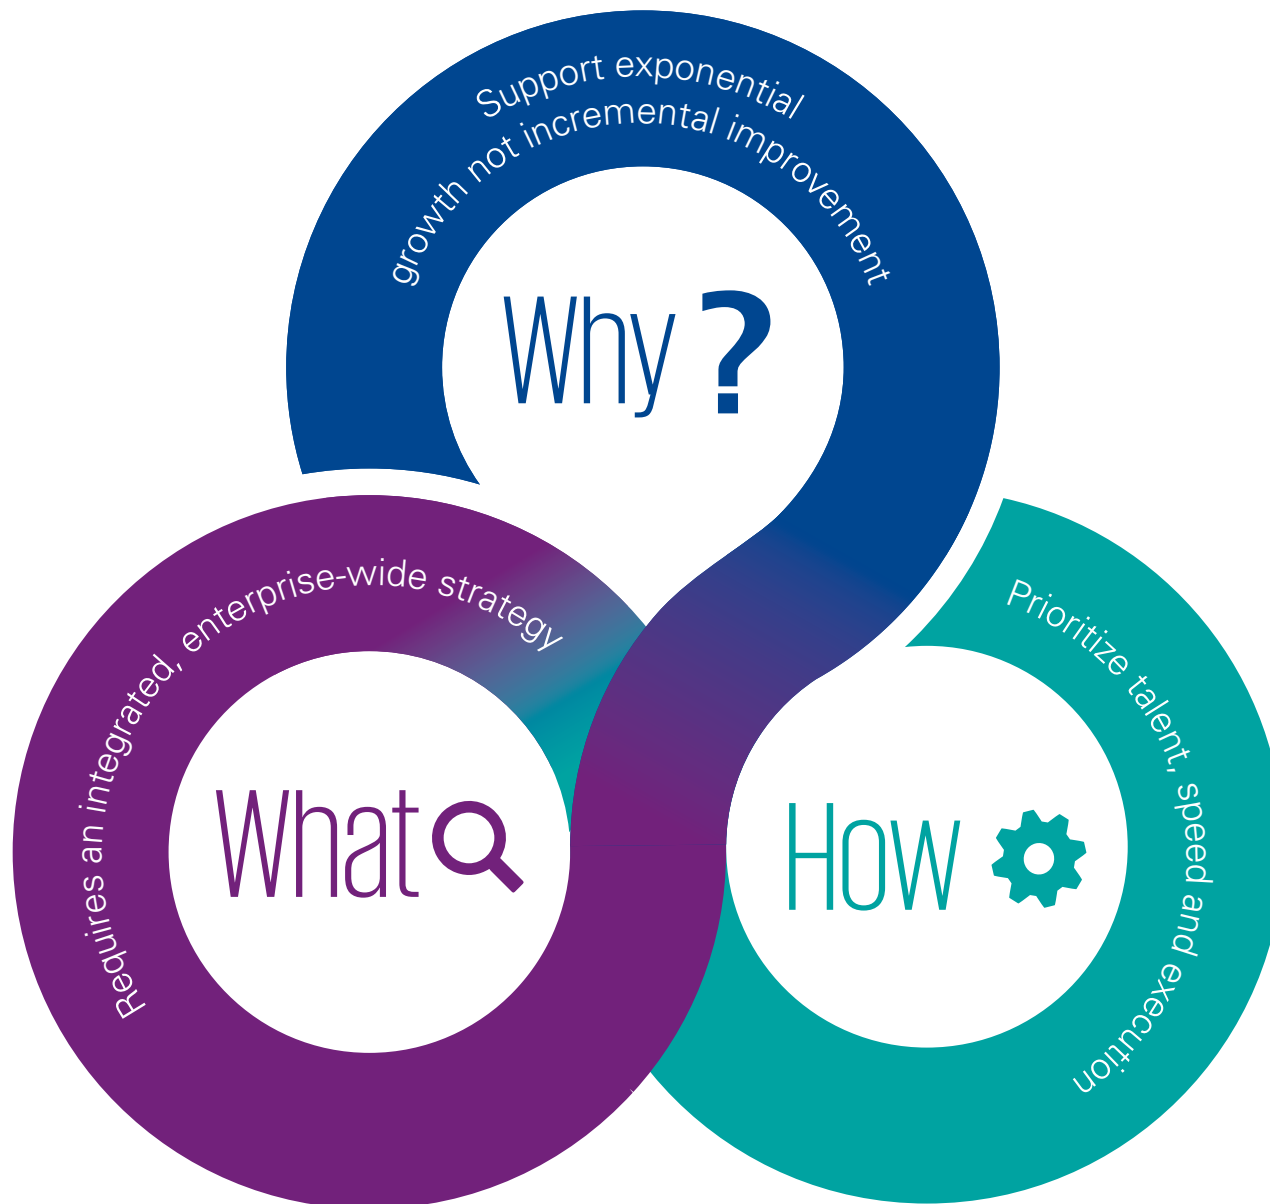 Support exponential
growth not incremental improvement
Why ?
Requires an integrated, enterprise-wide strategy
What
Prioritize talent, speed and execution
How